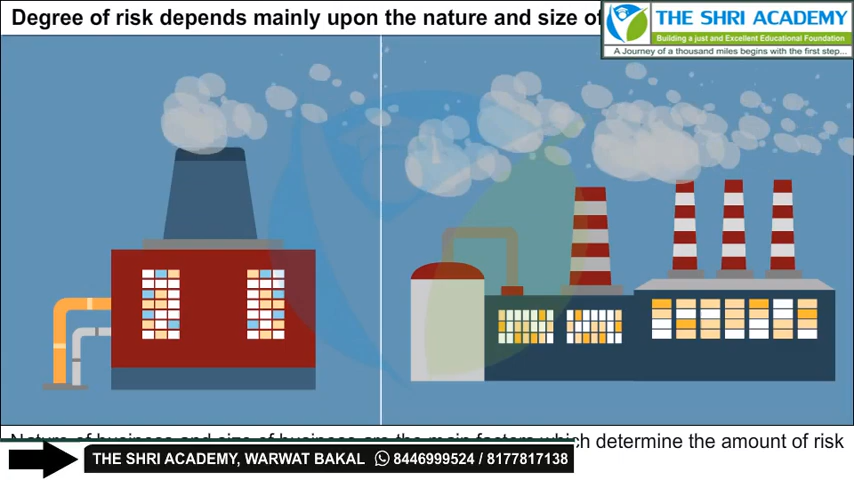 Degree of risk depends mainly upon the nature and size of
THE SHRI ACADEMY
Building a just and Excellent Educational Foundation
A Journey of a thousand miles begins with the first step...
Nature of business and size of business are the main factors which determine the amount of risk
THE SHRI ACADEMY, WARWAT BAKAL 8446999524 / 8177817138